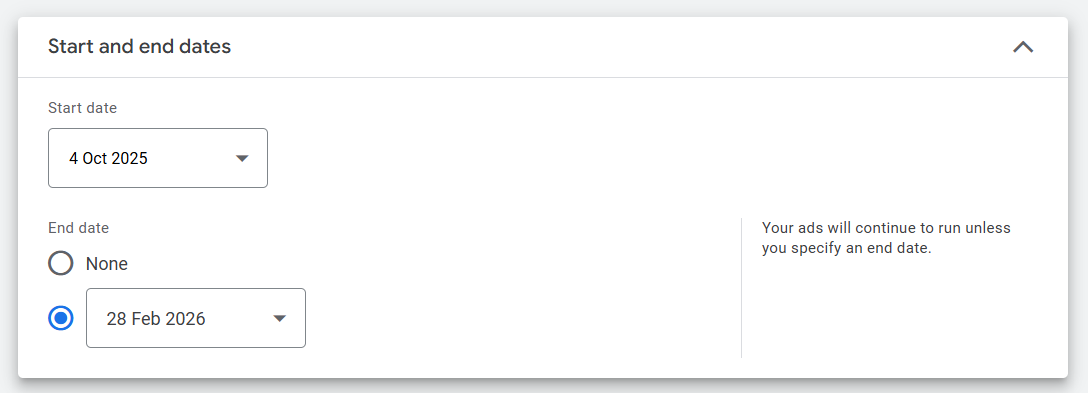 Start and end dates
Start date
4 Oct 2025
End date
None
28 Feb 2026
Your ads will continue to run unless
you specify an end date.